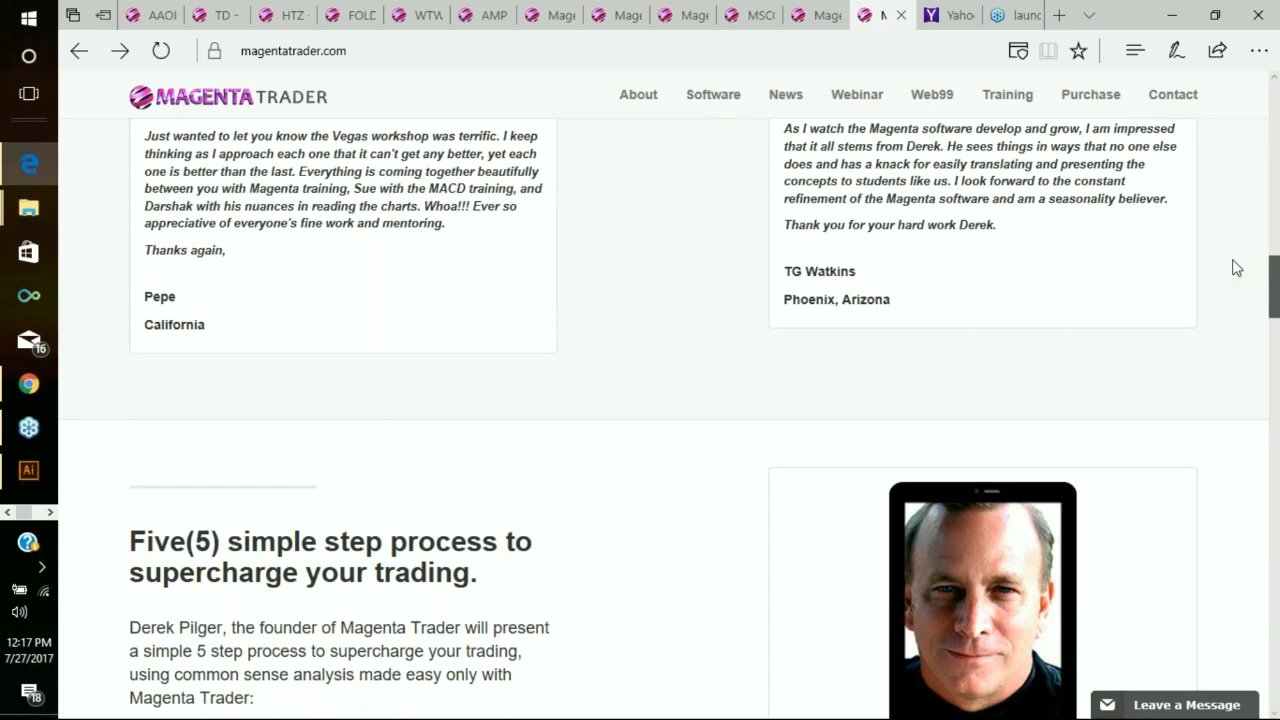 AAOI
TD -
HTZ
FOLD
WTW
AMP
Mage
Mage
Mage
MSCO
Mage
M
Yaho
launc
magentatrader.com
MAGENTA TRADER
About
Software
News
Webinar
Web99
Training
Purchase
Contact
Just wanted to let you know the Vegas workshop was terrific. I keep
thinking as I approach each one that it can't get any better, yet each
one is better than the last. Everything is coming together beautifully
between you with Magenta training, Sue with the MACD training, and
Darshak with his nuances in reading the charts. Whoa!!! Ever so
appreciative of everyone's fine work and mentoring.
Thanks again,
Pepe
California
As I watch the Magenta software develop and grow, I am impressed
that it all stems from Derek. He sees things in ways that no one else
does and has a knack for easily translating and presenting the
concepts to students like us. I look forward to the constant
refinement of the Magenta software and am a seasonality believer.
Thank you for your hard work Derek.
TG Watkins
Phoenix, Arizona
Five(5) simple step process to
supercharge your trading.
Derek Pilger, the founder of Magenta Trader will present
a simple 5 step process to supercharge your trading,
using common sense analysis made easy only with
Magenta Trader:
Leave a Message
16
Ai
12:17 PM
7/27/2017
18